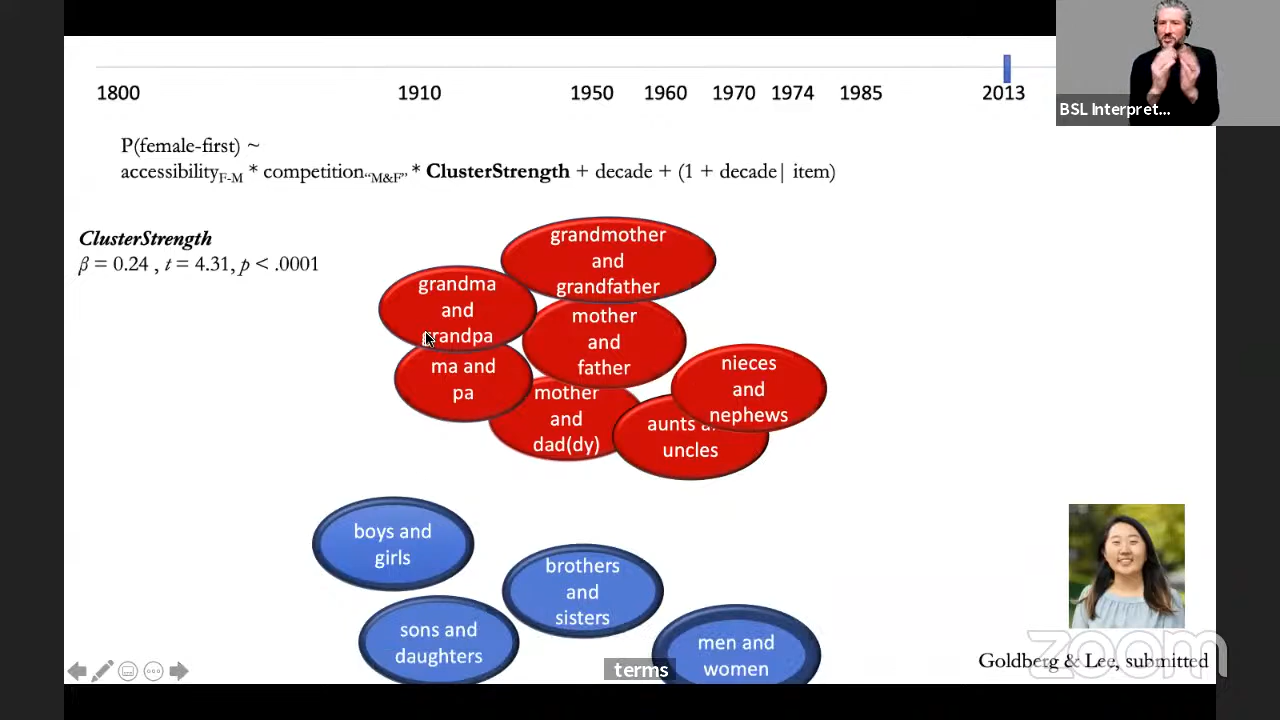 BSL Interpret...
1800 1910 1950 1960 1970 1974 1985 2013
P(female-first) ~
accessibility F-M * competition “M&F” * ClusterStrength + decade + (1 + decade| item)
ClusterStrength
β = 0.24 , t = 4.31, p < .0001
grandmother
and
grandfather
grandma
and
grandpa
mother
and
father
ma and
pa
mother
and
dad(dy)
nieces
and
nephews
aunts
uncles
boys and
girls
brothers
and
sisters
sons and
daughters
men and
women
terms
zoom
Goldberg & Lee, submitted